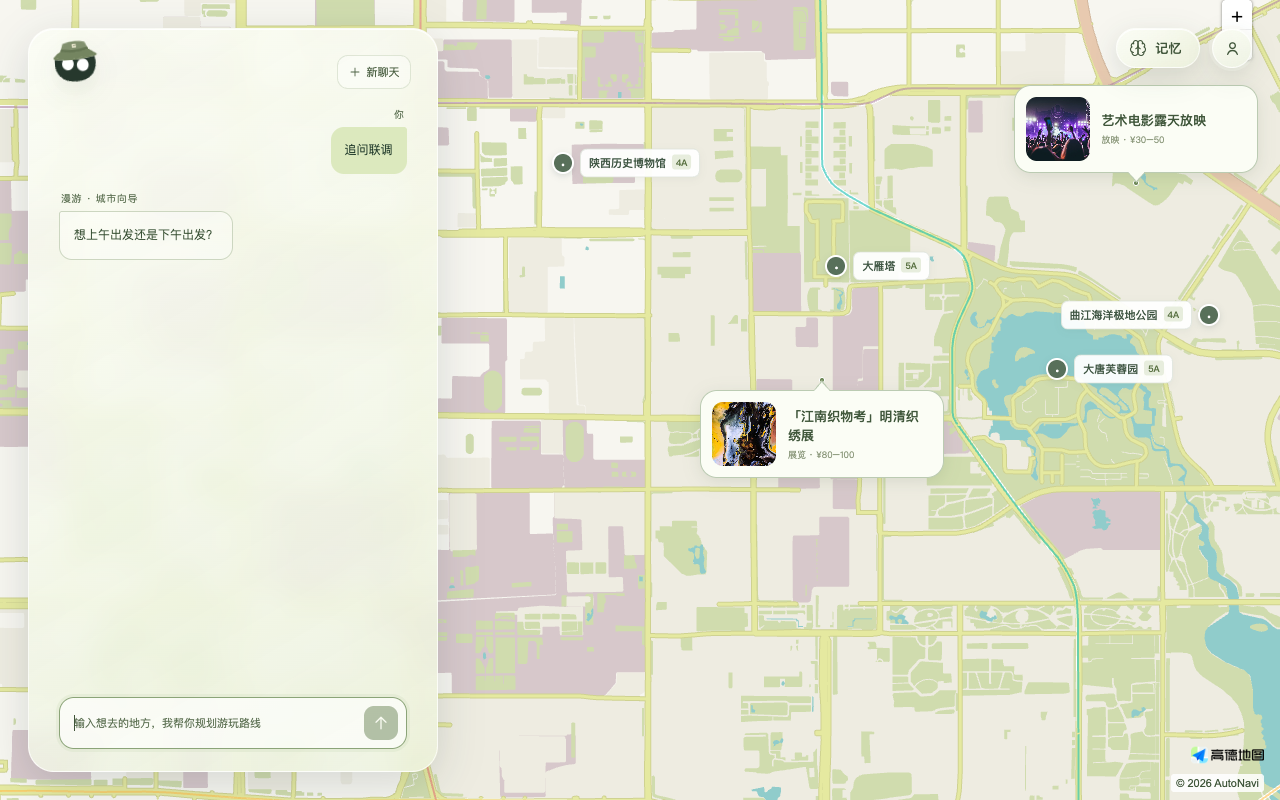 新聊天
你
追问联调
漫游 · 城市向导
想上午出发还是下午出发？
输入想去的地方，我帮你规划游玩路线
记忆
艺术电影露天放映
放映 · ¥30—50
陕西历史博物馆 4A
大雁塔 5A
曲江海洋极地公园 4A
大唐芙蓉园 5A
「江南织物考」明清织
绣展
展览 · ¥80—100
高德地图
© 2026 AutoNavi